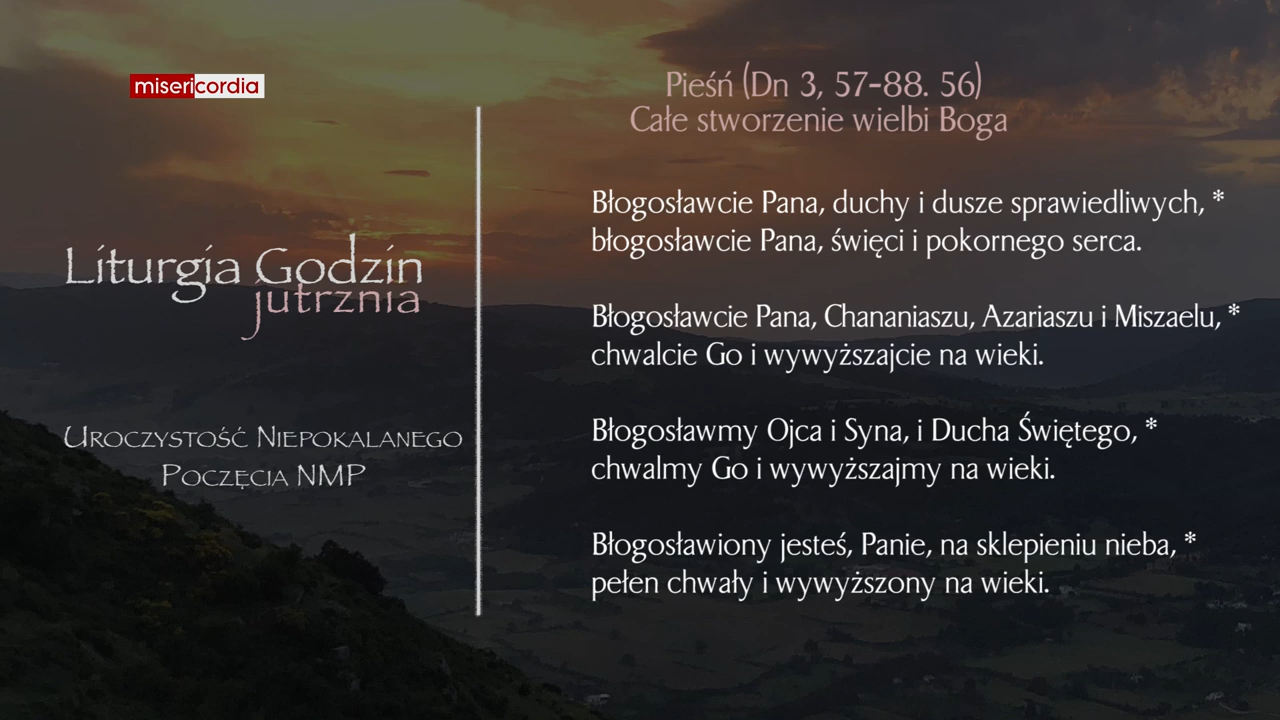 misericordia
Liturgia Godzin
jutrznia
Uroczystość Niepokalanego
Poczęcia NMP
Pieśń (Dn 3, 57-88. 56)
Całe stworzenie wielbi Boga
Błogosławcie Pana, duchy i dusze sprawiedliwych, *
błogosławcie Pana, święci i pokornego serca.
Błogosławcie Pana, Chananiaszu, Azariaszu i Miszaelu, *
chwalcie Go i wywyższajcie na wieki.
Błogosławmy Ojca i Syna, i Ducha Świętego, *
chwalmy Go i wywyższajmy na wieki.
Błogosławiony jesteś, Panie, na sklepieniu nieba, *
pełen chwały i wywyższony na wieki.